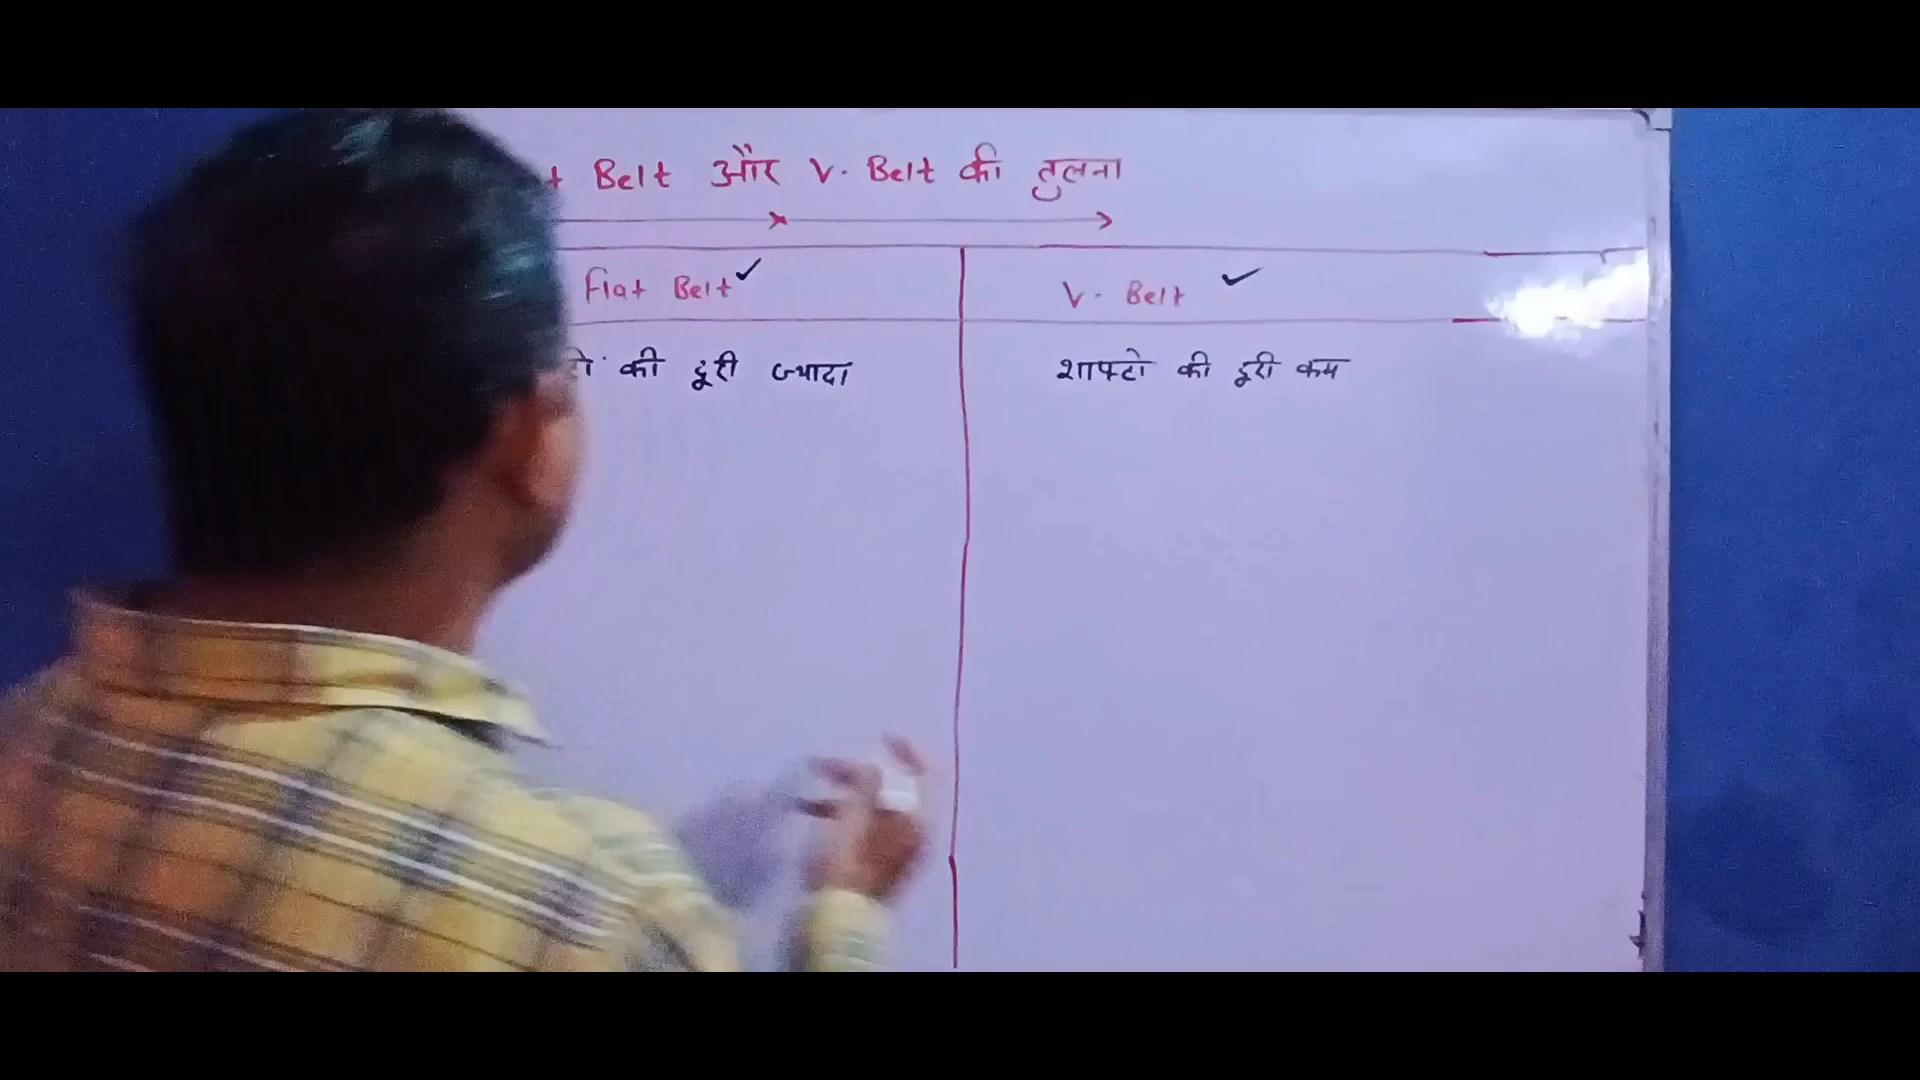 Belt और V. Belt की तुलना
Flat Belt V. Belt
की दूरी ज्यादा शाफ्टो की दूरी कम